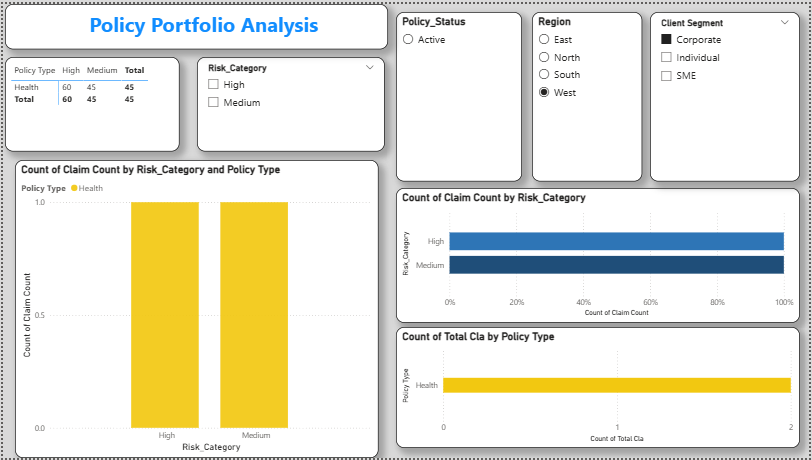 Policy Portfolio Analysis
Policy Type High Medium Total
Health 60 45 45
Total 60 45 45
Risk_Category
High
Medium
Policy_Status
Active
Region
East
North
South
West
Client Segment
Corporate
Individual
SME
Count of Claim Count by Risk_Category and Policy Type
Policy Type Health
1.0
0.5
0.0
Count of Claim Count
High Medium
Risk_Category
Count of Claim Count by Risk_Category
Risk_Category
High
Medium
0% 20% 40% 60% 80% 100%
Count of Claim Count
Count of Total Cla by Policy Type
Policy Type
Health
0 1 2
Count of Total Cla